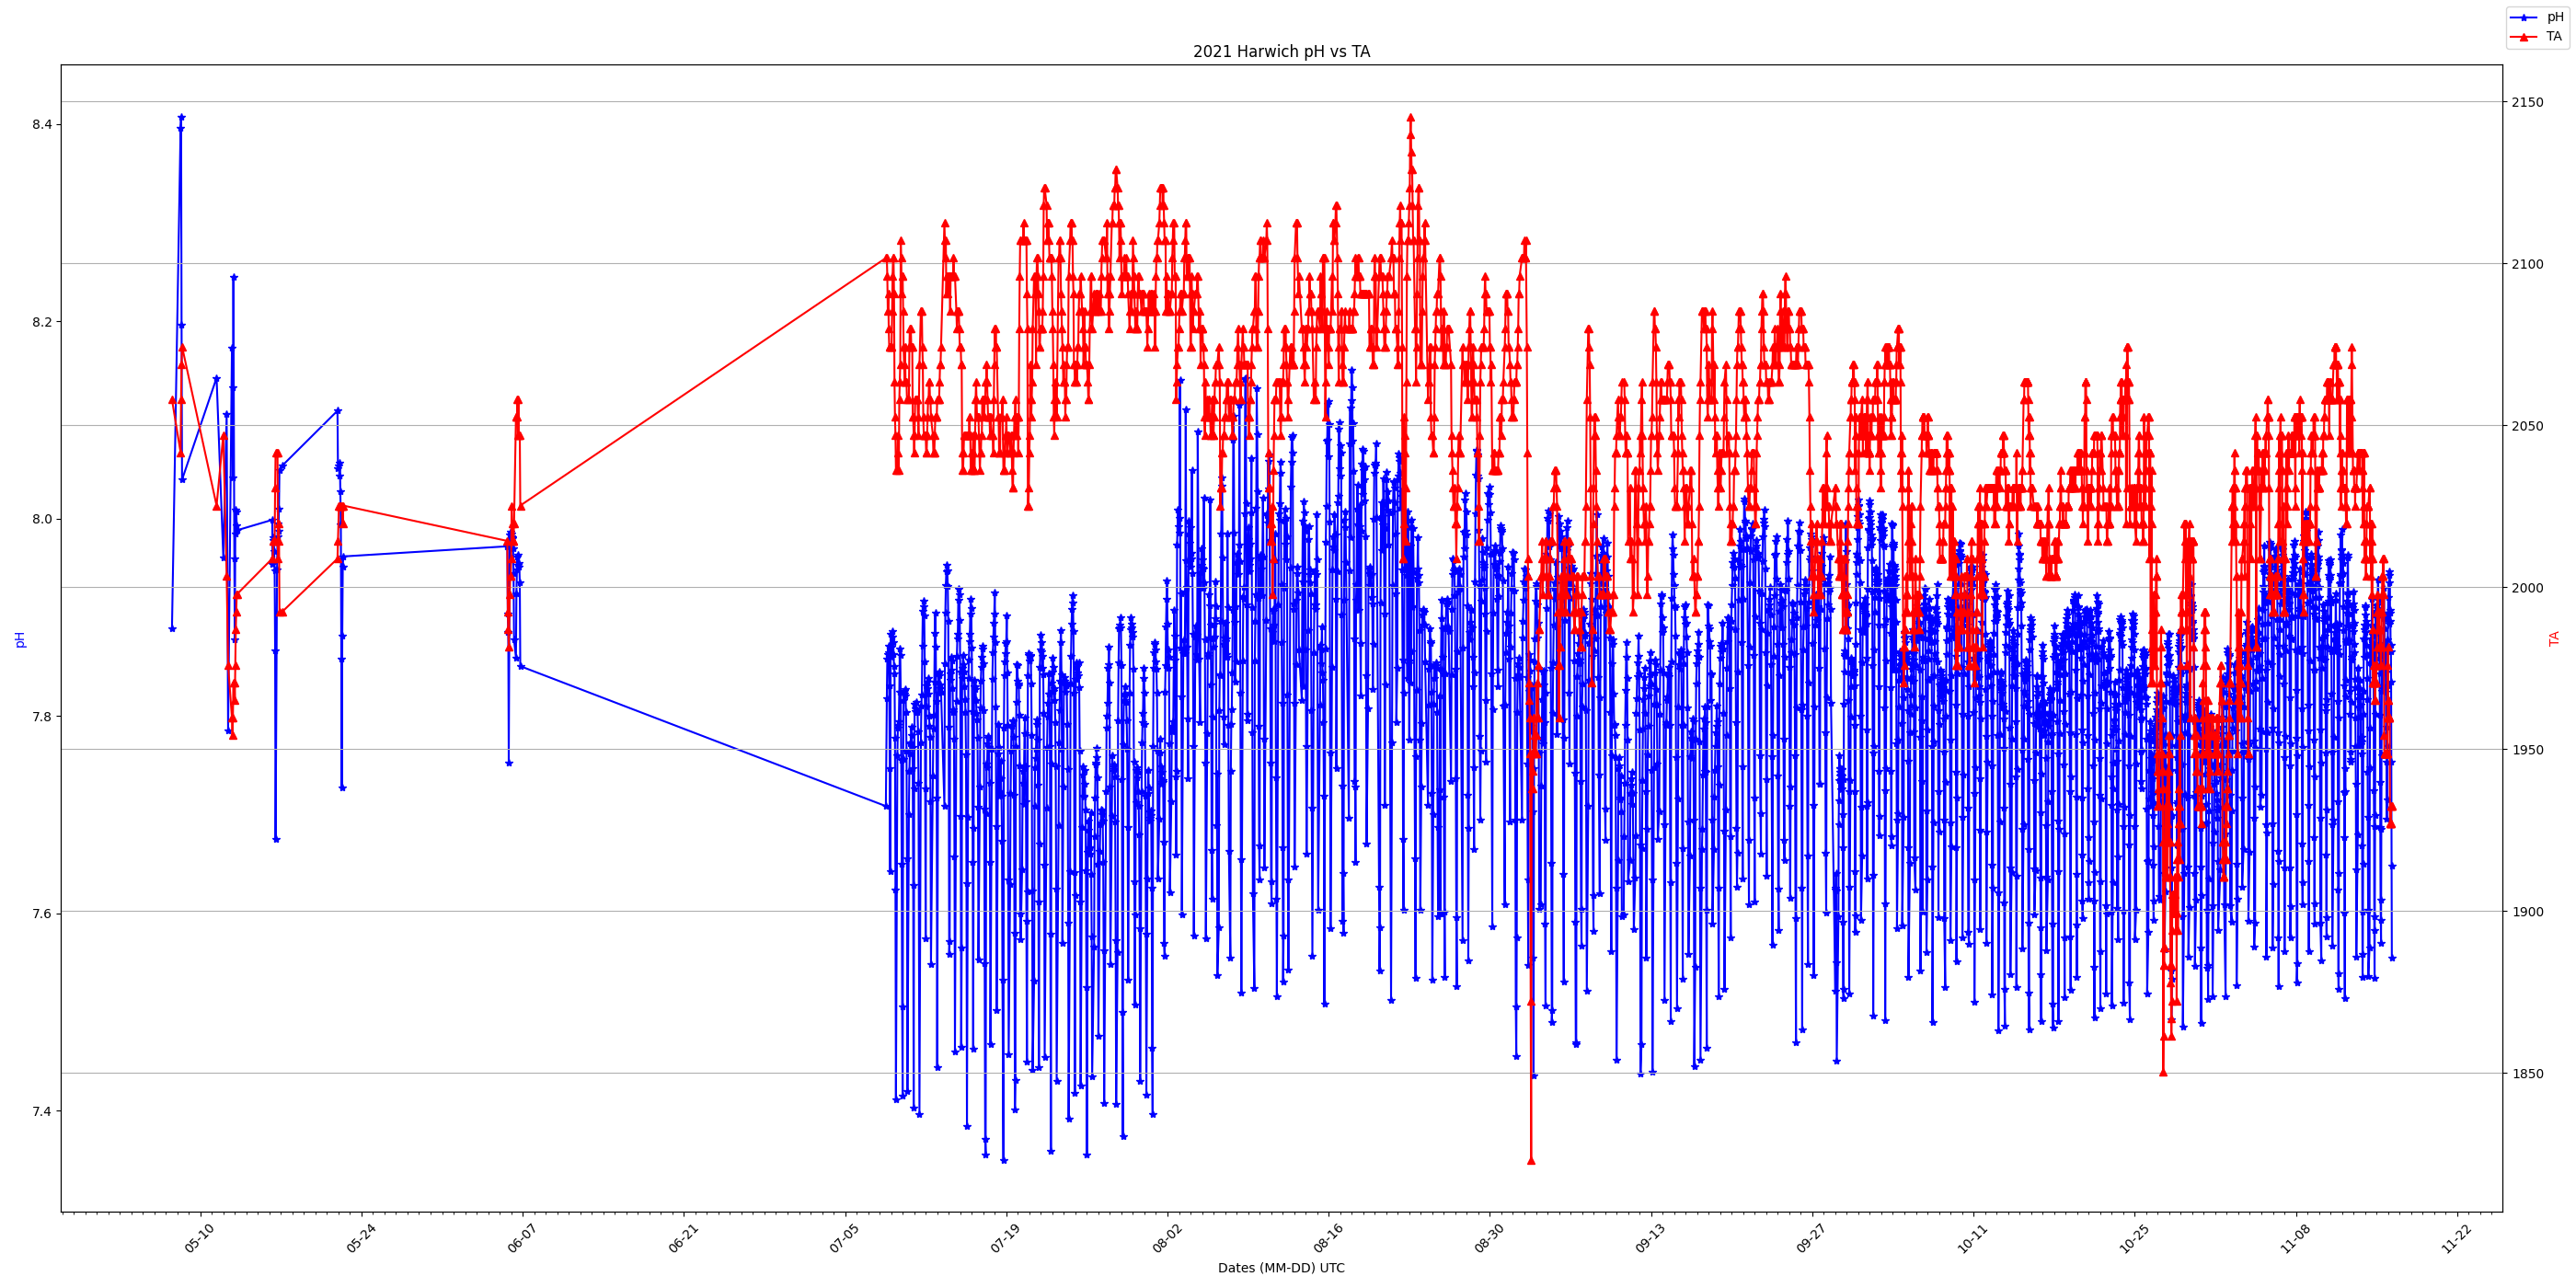 pH
TA
2021 Harwich pH vs TA
8.4
8.2
8.0
7.8
7.6
7.4
pH
2150
2100
2050
2000
1950
1900
1850
TA
05-10 05-24 06-07 06-21 07-05 07-19 08-02 08-16 08-30 09-13 09-27 10-11 10-25 11-08 11-22
Dates (MM-DD) UTC